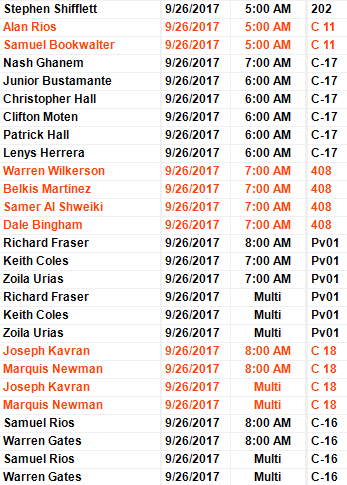 Stephen Shifflett 9/26/2017 5:00 AM 202
Alan Rios 9/26/2017 5:00 AM C 11
Samuel Bookwalter 9/26/2017 5:00 AM C 11
Nash Ghanem 9/26/2017 7:00 AM C-17
Junior Bustamante 9/26/2017 6:00 AM C-17
Christopher Hall 9/26/2017 6:00 AM C-17
Clifton Moten 9/26/2017 6:00 AM C-17
Patrick Hall 9/26/2017 6:00 AM C-17
Lenys Herrera 9/26/2017 6:00 AM C-17
Warren Wilkerson 9/26/2017 7:00 AM 408
Belkis Martinez 9/26/2017 7:00 AM 408
Samer Al Shweiki 9/26/2017 7:00 AM 408
Dale Bingham 9/26/2017 7:00 AM 408
Richard Fraser 9/26/2017 8:00 AM Pv01
Keith Coles 9/26/2017 7:00 AM Pv01
Zoila Urias 9/26/2017 7:00 AM Pv01
Richard Fraser 9/26/2017 Multi Pv01
Keith Coles 9/26/2017 Multi Pv01
Zoila Urias 9/26/2017 Multi Pv01
Joseph Kavran 9/26/2017 8:00 AM C 18
Marquis Newman 9/26/2017 8:00 AM C 18
Joseph Kavran 9/26/2017 Multi C 18
Marquis Newman 9/26/2017 Multi C 18
Samuel Rios 9/26/2017 8:00 AM C-16
Warren Gates 9/26/2017 8:00 AM C-16
Samuel Rios 9/26/2017 Multi C-16
Warren Gates 9/26/2017 Multi C-16